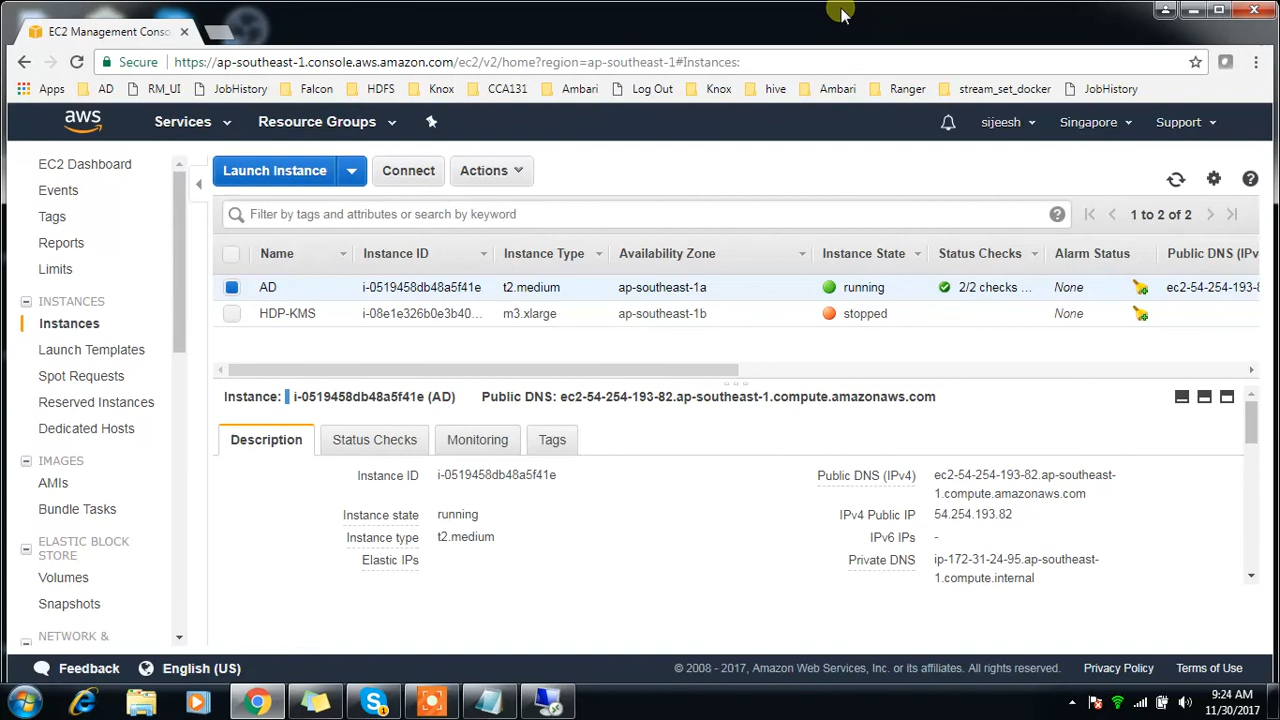 EC2 Management Conso
Secure https://ap-southeast-1.console.aws.amazon.com/ec2/v2/home?region=ap-southeast-1#Instances:
Apps AD RM_UI JobHistory Falcon HDFS Knox CCA131 Ambari Log Out Knox hive Ambari Ranger stream_set_docker JobHistory
aws Services Resource Groups sijeesh Singapore Support
EC2 Dashboard
Events
Tags
Reports
Limits
INSTANCES
Instances
Launch Templates
Spot Requests
Reserved Instances
Dedicated Hosts
IMAGES
AMIs
Bundle Tasks
ELASTIC BLOCK
STORE
Volumes
Snapshots
NETWORK &
Launch Instance Connect Actions
Filter by tags and attributes or search by keyword 1 to 2 of 2
Name Instance ID Instance Type Availability Zone Instance State Status Checks Alarm Status Public DNS (IPv
AD i-0519458db48a5f41e t2.medium ap-southeast-1a running 2/2 checks ... None ec2-54-254-193-8
HDP-KMS i-08e1e326b0e3b40... m3.xlarge ap-southeast-1b stopped None
Instance: i-0519458db48a5f41e (AD) Public DNS: ec2-54-254-193-82.ap-southeast-1.compute.amazonaws.com
Description Status Checks Monitoring Tags
Instance ID i-0519458db48a5f41e
Instance state running
Instance type t2.medium
Elastic IPs
Public DNS (IPv4) ec2-54-254-193-82.ap-southeast-
1.compute.amazonaws.com
IPv4 Public IP 54.254.193.82
IPv6 IPs -
Private DNS ip-172-31-24-95.ap-southeast-
1.compute.internal
Feedback English (US) © 2008 - 2017, Amazon Web Services, Inc. or its affiliates. All rights reserved. Privacy Policy Terms of Use
9:24 AM
11/30/2017